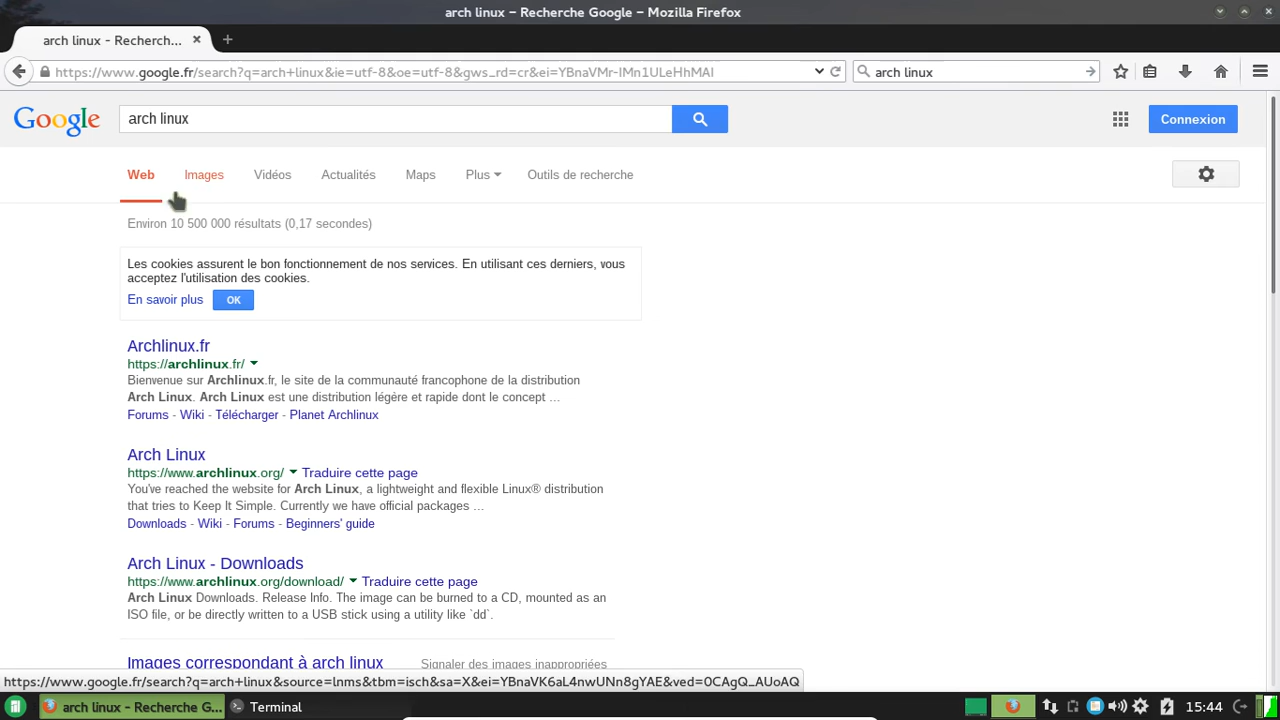 arch linux - Recherche Google - Mozilla Firefox
arch linux - Recherch...
https://www.google.fr/search?q=arch+linux&ie=utf-8&oe=utf-8&gws_rd=cr&ei=YBnaVMr-IMn1ULeHhMAI
arch linux
Google
arch linux
Connexion
Web Images Vidéos Actualités Maps Plus Outils de recherche
Environ 10 500 000 résultats (0,17 secondes)
Les cookies assurent le bon fonctionnement de nos services. En utilisant ces derniers, vous
acceptez l'utilisation des cookies.
En savoir plus OK
Archlinux.fr
https://archlinux.fr/
Bienvenue sur Archlinux.fr, le site de la communauté francophone de la distribution
Arch Linux. Arch Linux est une distribution légère et rapide dont le concept ...
Forums - Wiki - Télécharger - Planet Archlinux
Arch Linux
https://www.archlinux.org/ Traduire cette page
You've reached the website for Arch Linux, a lightweight and flexible Linux® distribution
that tries to Keep It Simple. Currently we have official packages ...
Downloads - Wiki - Forums - Beginners' guide
Arch Linux - Downloads
https://www.archlinux.org/download/ Traduire cette page
Arch Linux Downloads. Release Info. The image can be burned to a CD, mounted as an
ISO file, or be directly written to a USB stick using a utility like `dd`.
Images correspondant à arch linux Signaler des images inappropriées
https://www.google.fr/search?q=arch+linux&source=lnms&tbm=isch&sa=X&ei=YBnaVK6aL4nwUNn8gYAE&ved=0CAgQ_AUoAQ
arch linux - Recherche G... Terminal 15:44